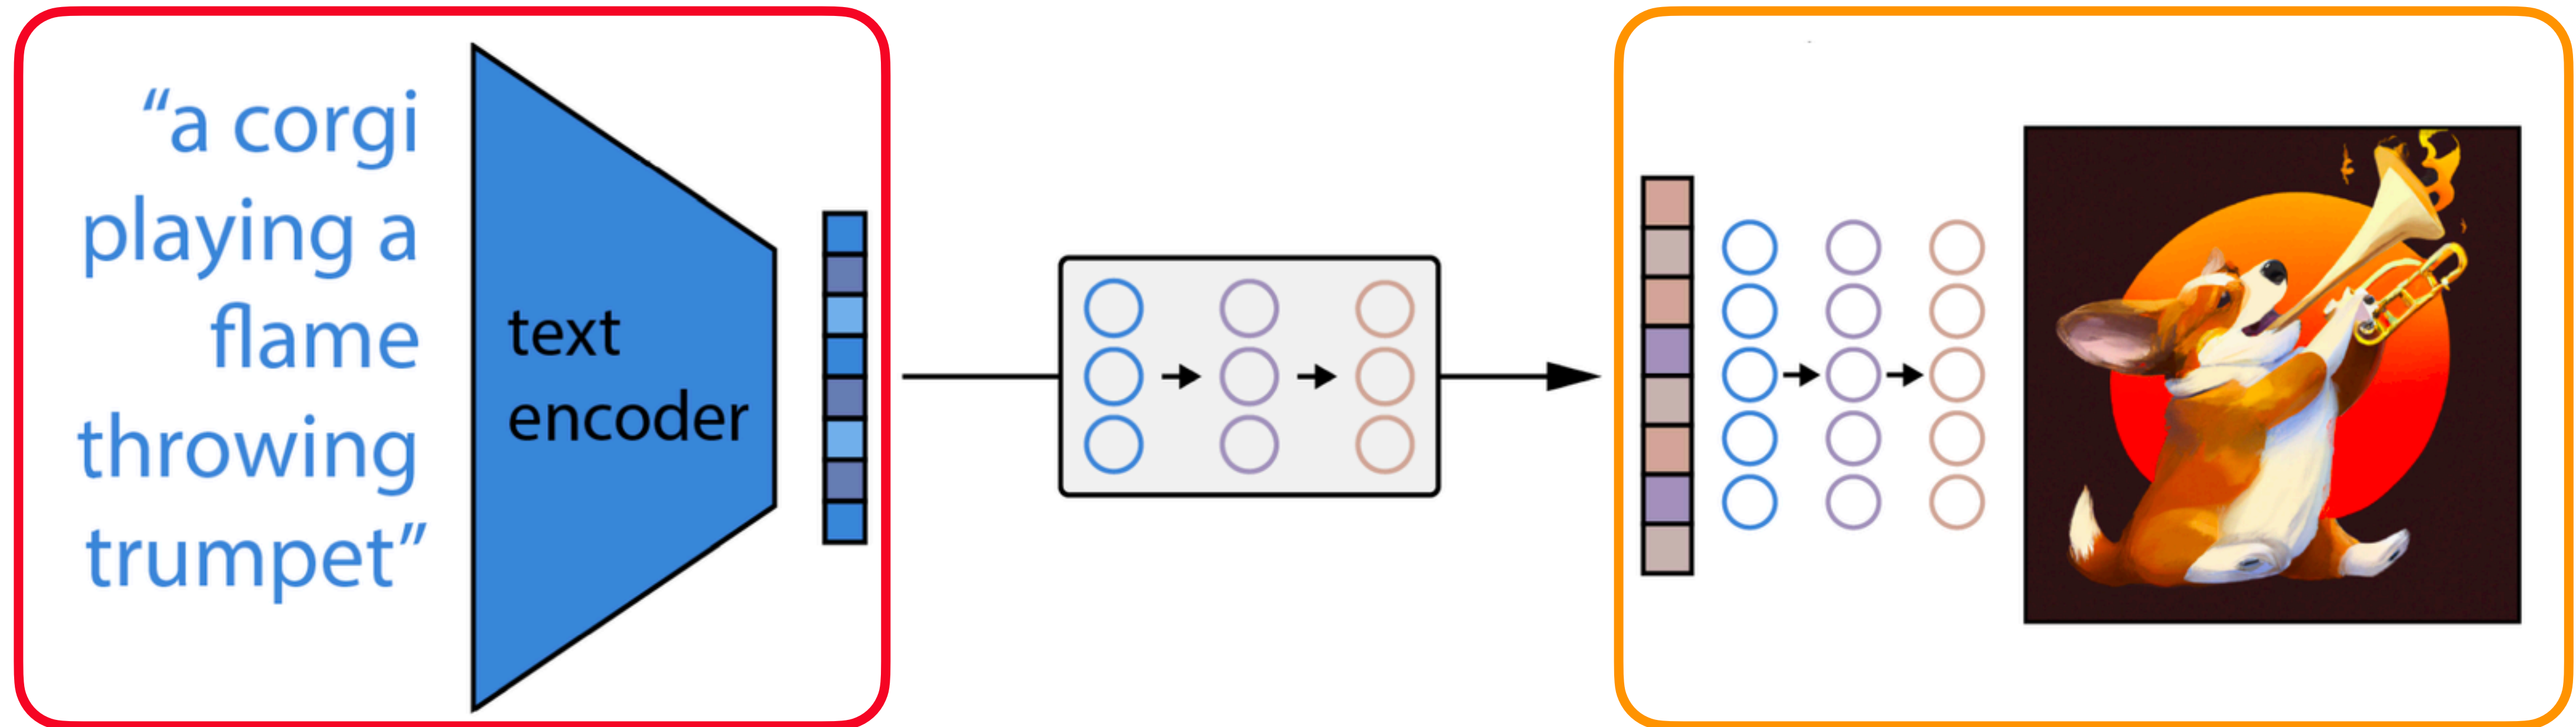 “a corgi
playing a
flame
throwing
trumpet”
text
encoder